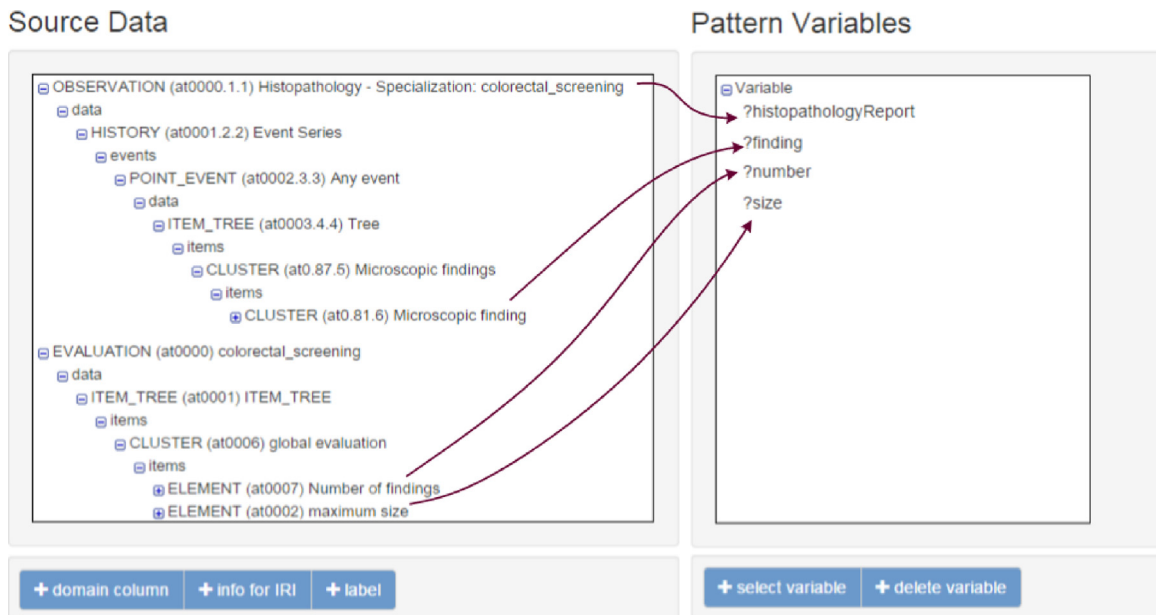 Source Data
OBSERVATION (at0000.1.1) Histopathology - Specialization: colorectal_screening
data
HISTORY (at0001.2.2) Event Series
events
POINT_EVENT (at0002.3.3) Any event
data
ITEM_TREE (at0003.4.4) Tree
items
CLUSTER (at0.87.5) Microscopic findings
items
CLUSTER (at0.81.6) Microscopic finding
EVALUATION (at0000) colorectal_screening
data
ITEM_TREE (at0001) ITEM_TREE
items
CLUSTER (at0006) global evaluation
items
ELEMENT (at0007) Number of findings
ELEMENT (at0002) maximum size
+ domain column + info for IRI + label
Pattern Variables
Variable
?histopathologyReport
?finding
?number
?size
+ select variable + delete variable